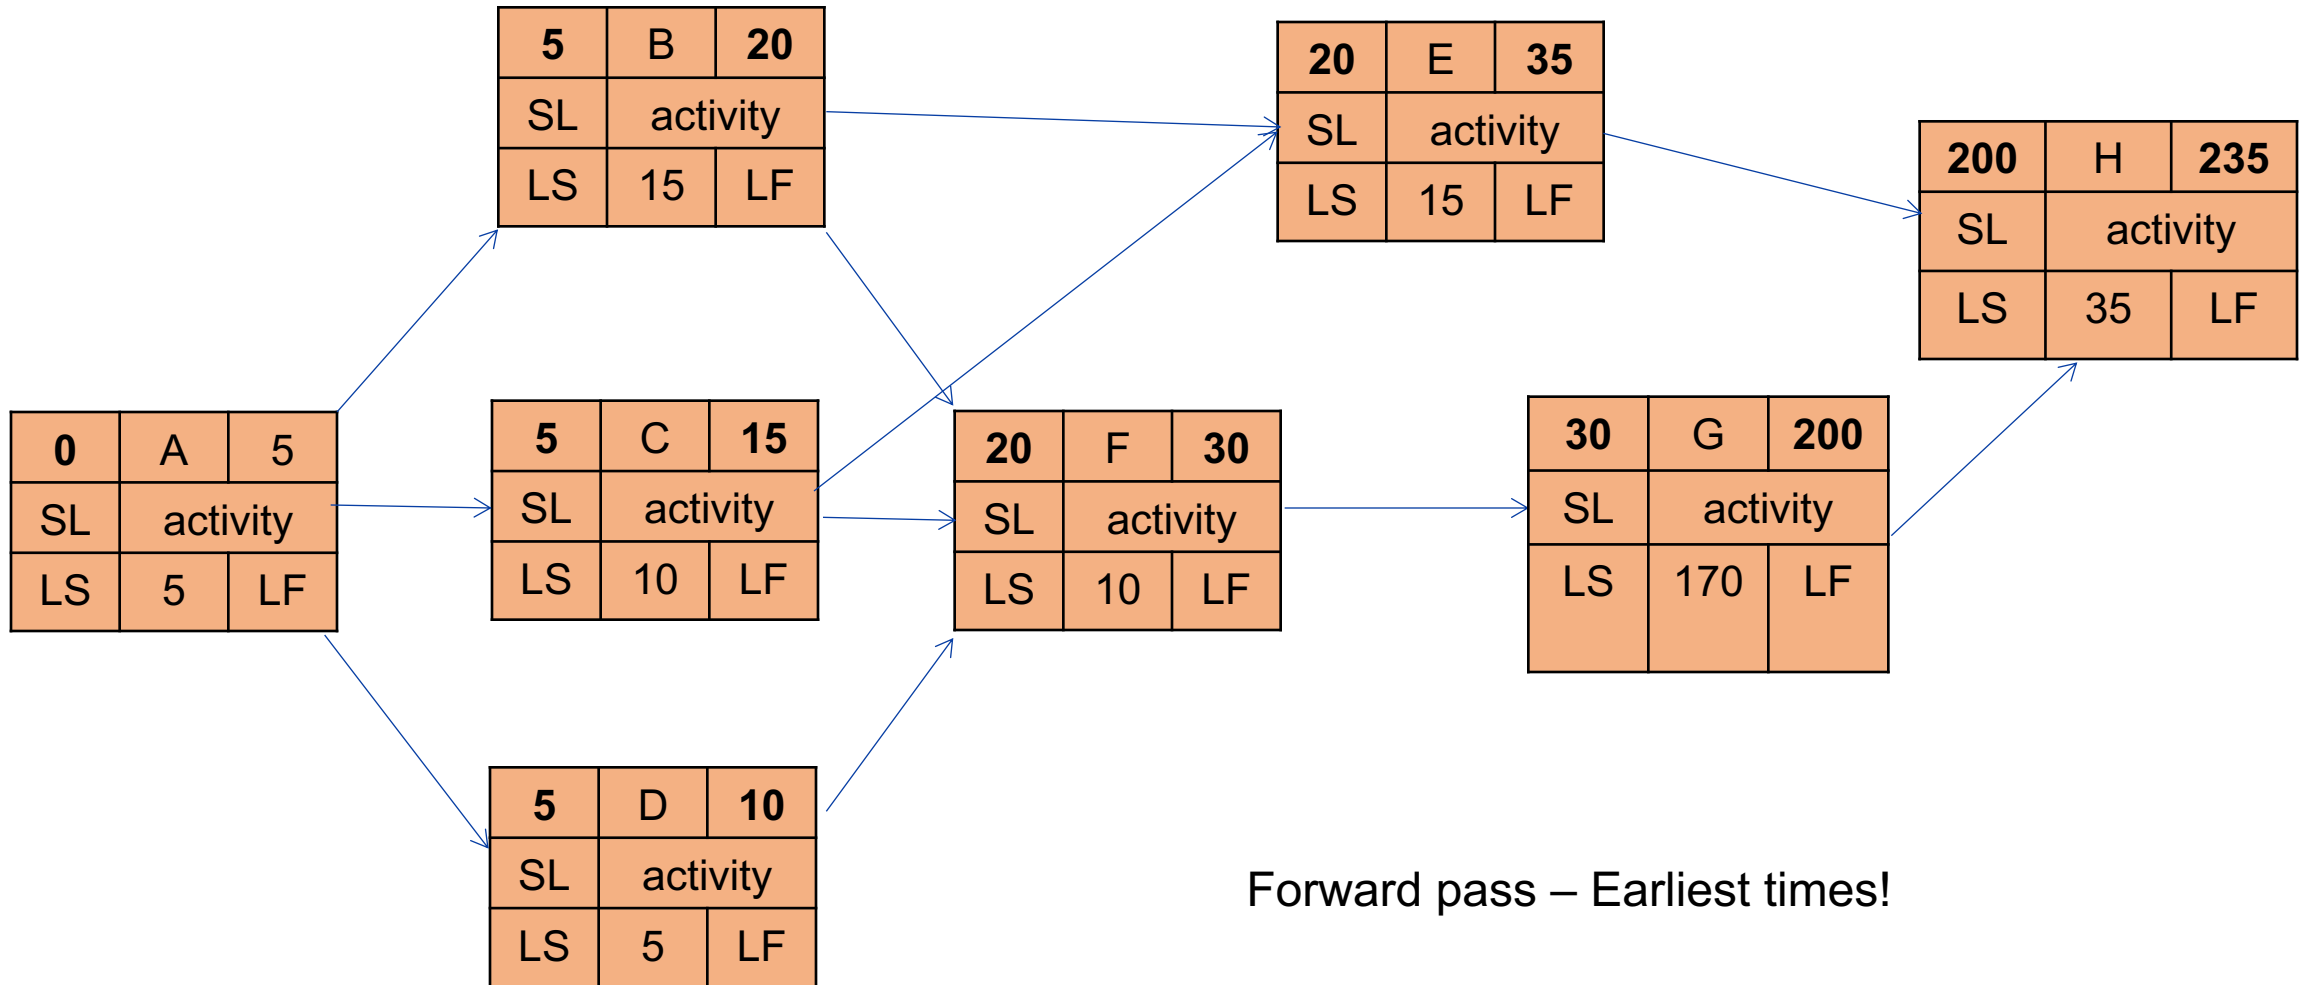 5 B 20
SL activity
LS 15 LF
20 E 35
SL activity
LS 15 LF
200 H 235
SL activity
LS 35 LF
0 A 5
SL activity
LS 5 LF
5 C 15
SL activity
LS 10 LF
20 F 30
SL activity
LS 10 LF
30 G 200
SL activity
LS 170 LF
5 D 10
SL activity
LS 5 LF
Forward pass – Earliest times!